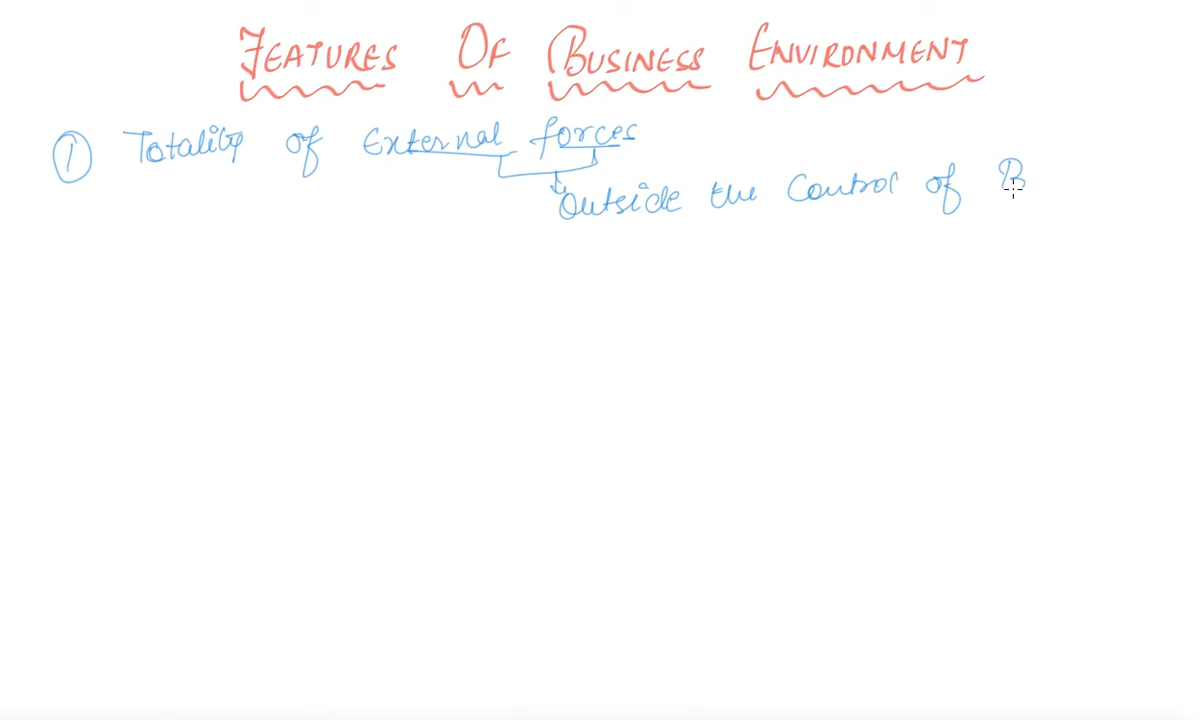 FEATURES OF BUSINESS ENVIRONMENT
① Totality of External forces
Outside the Control of B